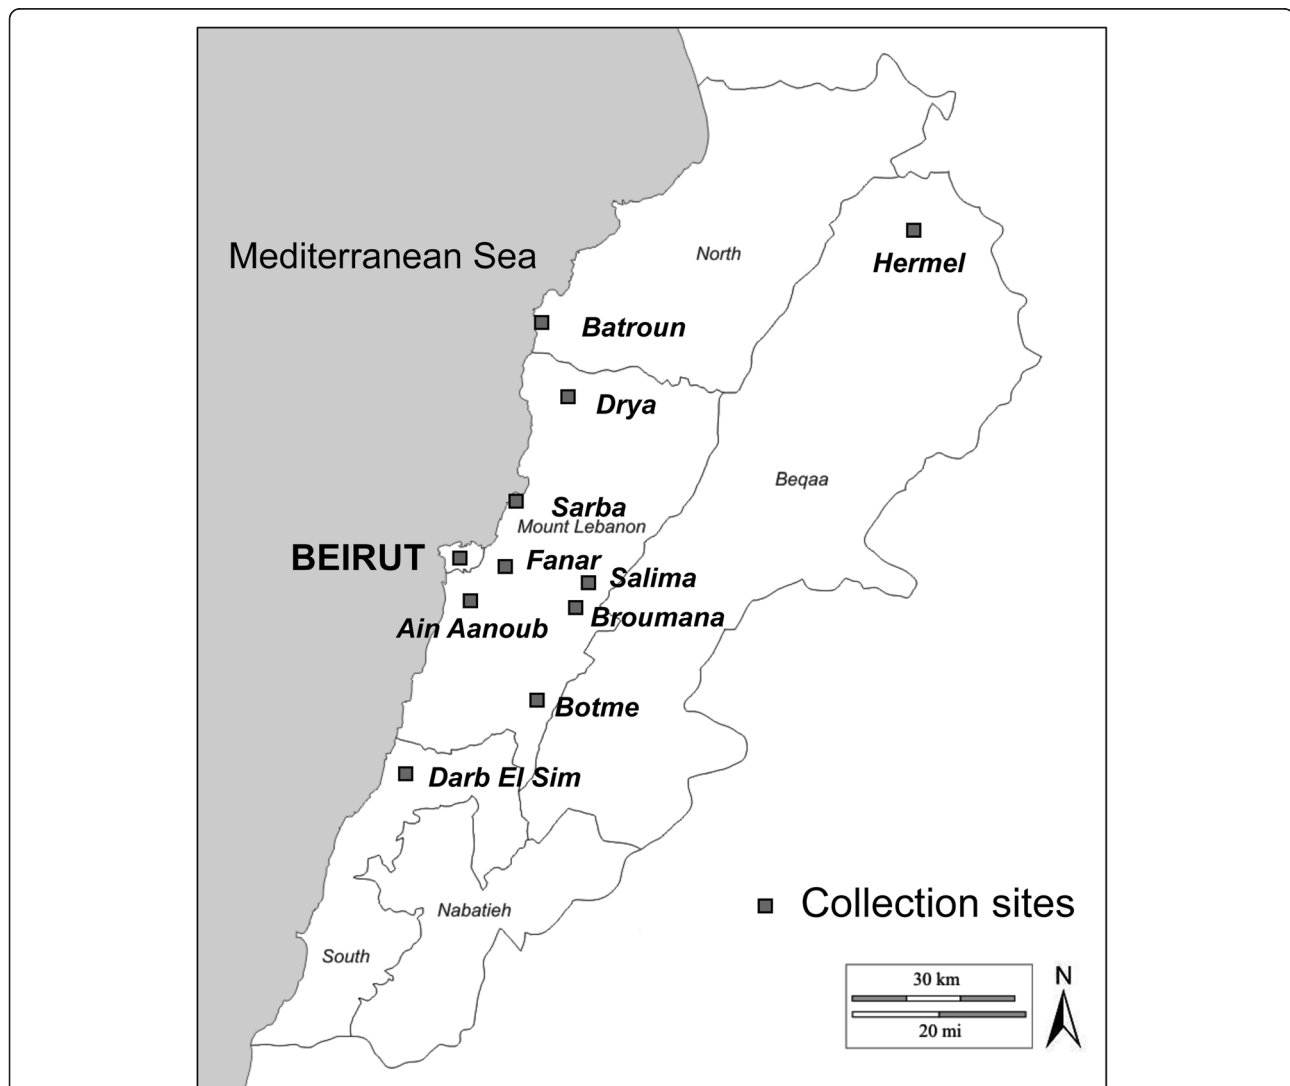 Mediterranean Sea
North
Hermel
Batroun
Drya
Beqaa
Sarba
Mount Lebanon
BEIRUT
Fanar
Salima
Broumana
Ain Aanoub
Botme
Darb El Sim
Collection sites
Nabatieh
South
30 km
20 mi
N